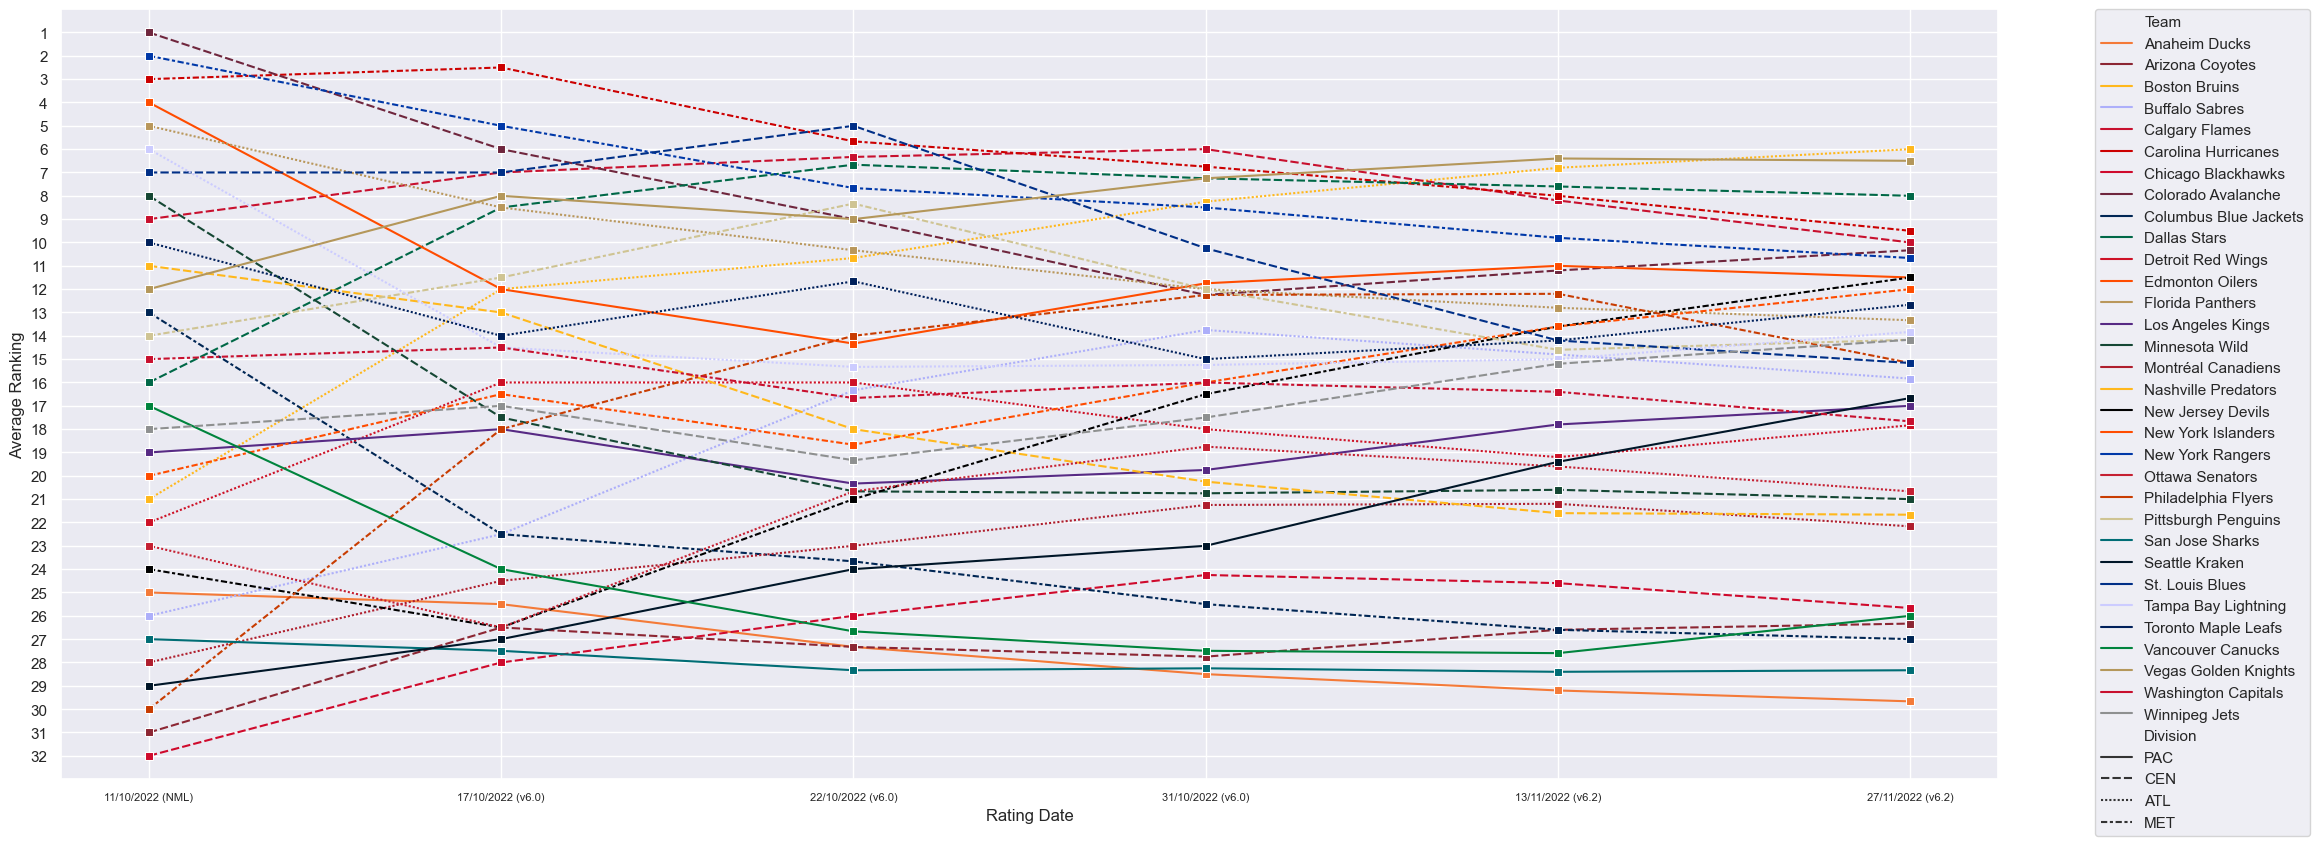 1
2
3
4
5
6
7
8
9
10
11
12
13
14
15
16
17
18
19
20
21
22
23
24
25
26
27
28
29
30
31
32
Average Ranking
11/10/2022 (NML)
17/10/2022 (v6.0)
22/10/2022 (v6.0)
31/10/2022 (v6.0)
13/11/2022 (v6.2)
27/11/2022 (v6.2)
Rating Date
Team
Anaheim Ducks
Arizona Coyotes
Boston Bruins
Buffalo Sabres
Calgary Flames
Carolina Hurricanes
Chicago Blackhawks
Colorado Avalanche
Columbus Blue Jackets
Dallas Stars
Detroit Red Wings
Edmonton Oilers
Florida Panthers
Los Angeles Kings
Minnesota Wild
Montréal Canadiens
Nashville Predators
New Jersey Devils
New York Islanders
New York Rangers
Ottawa Senators
Philadelphia Flyers
Pittsburgh Penguins
San Jose Sharks
Seattle Kraken
St. Louis Blues
Tampa Bay Lightning
Toronto Maple Leafs
Vancouver Canucks
Vegas Golden Knights
Washington Capitals
Winnipeg Jets
Division
PAC
CEN
ATL
MET